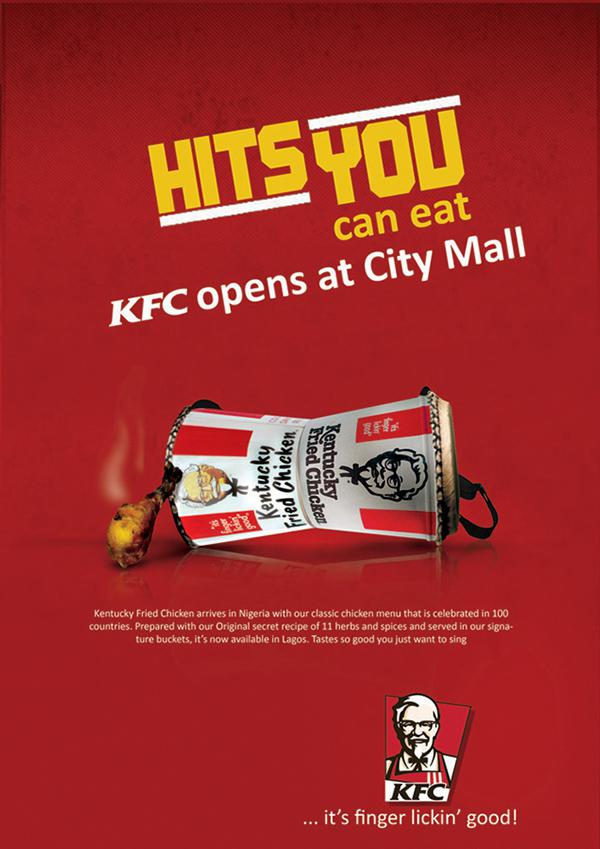 HITS YOU
can eat
KFC opens at City Mall
Kentucky
Fried Chicken.
Kentucky
Fried Chicken
Kentucky Fried Chicken arrives in Nigeria with our classic chicken menu that is celebrated in 100
countries. Prepared with our Original secret recipe of 11 herbs and spices and served in our signa-
ture buckets, it's now available in Lagos. Tastes so good you just want to sing
KFC
... it's finger lickin' good!